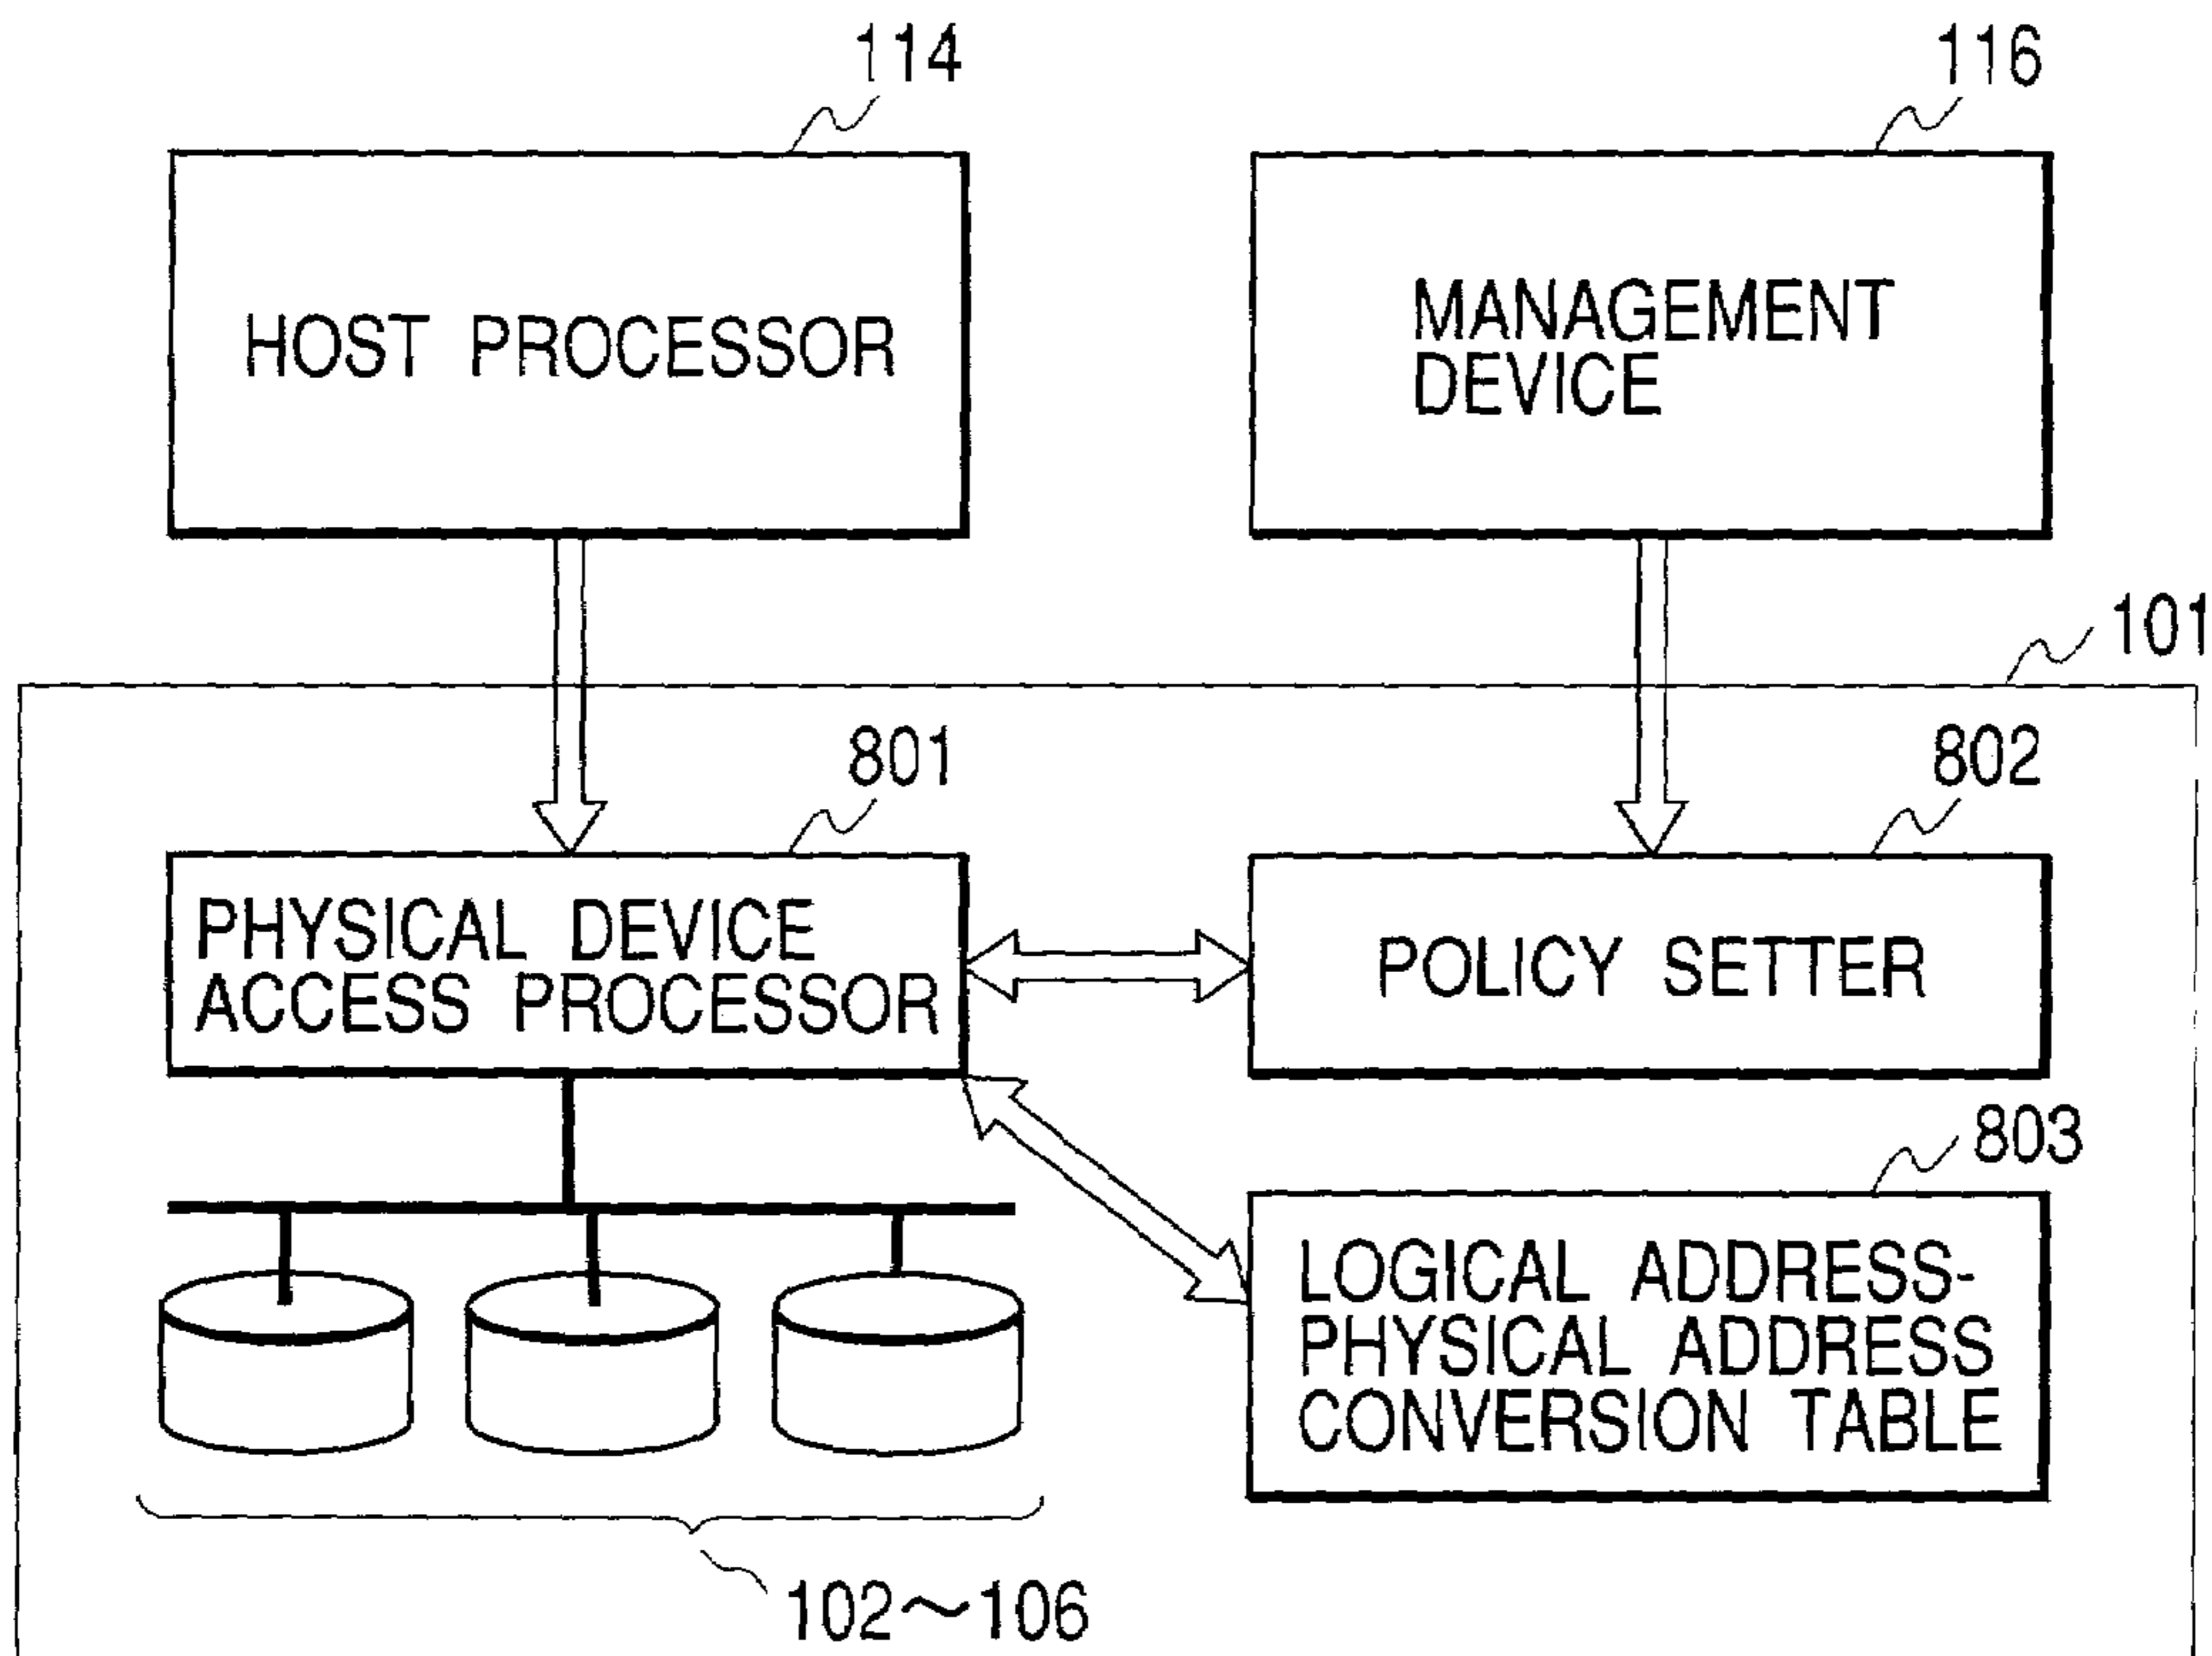 114
116
HOST PROCESSOR
MANAGEMENT
DEVICE
101
801
802
PHYSICAL DEVICE
ACCESS PROCESSOR
POLICY SETTER
803
LOGICAL ADDRESS-
PHYSICAL ADDRESS
CONVERSION TABLE
102～106